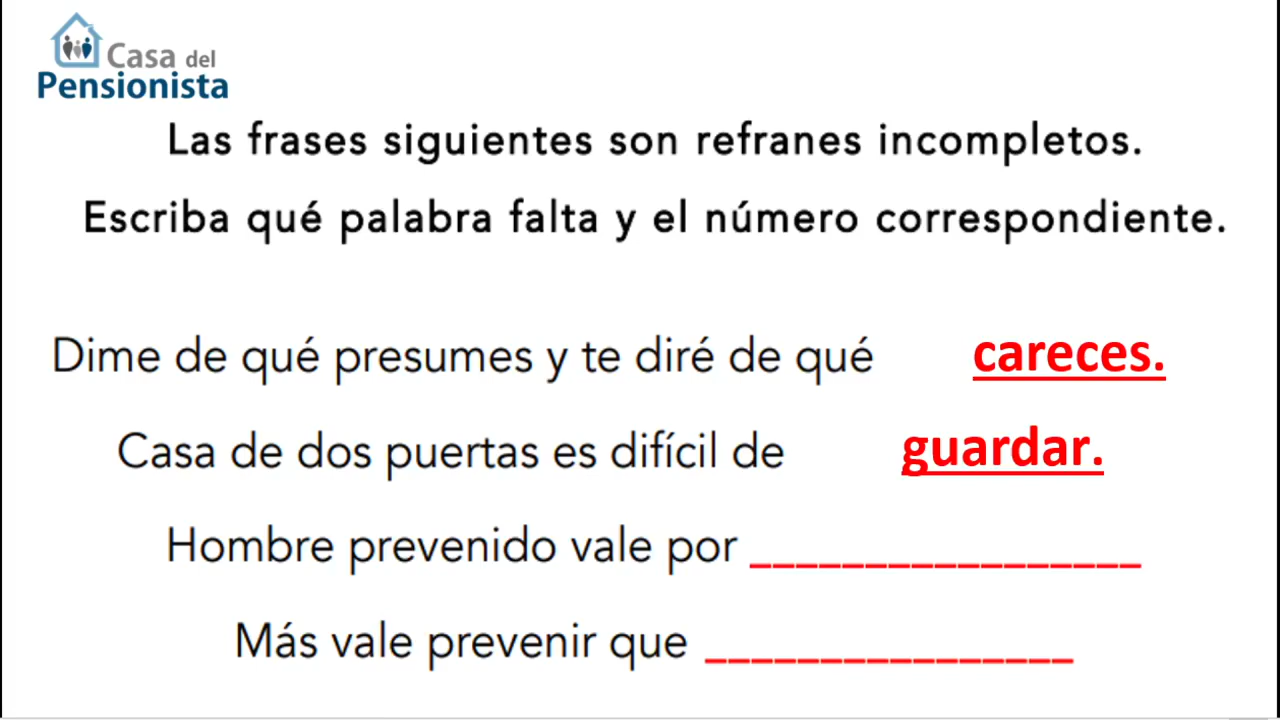 Casa del
Pensionista
Las frases siguientes son refranes incompletos.
Escriba qué palabra falta y el número correspondiente.
Dime de qué presumes y te diré de qué careces.
Casa de dos puertas es difícil de guardar.
Hombre prevenido vale por _________________
Más vale prevenir que ________________